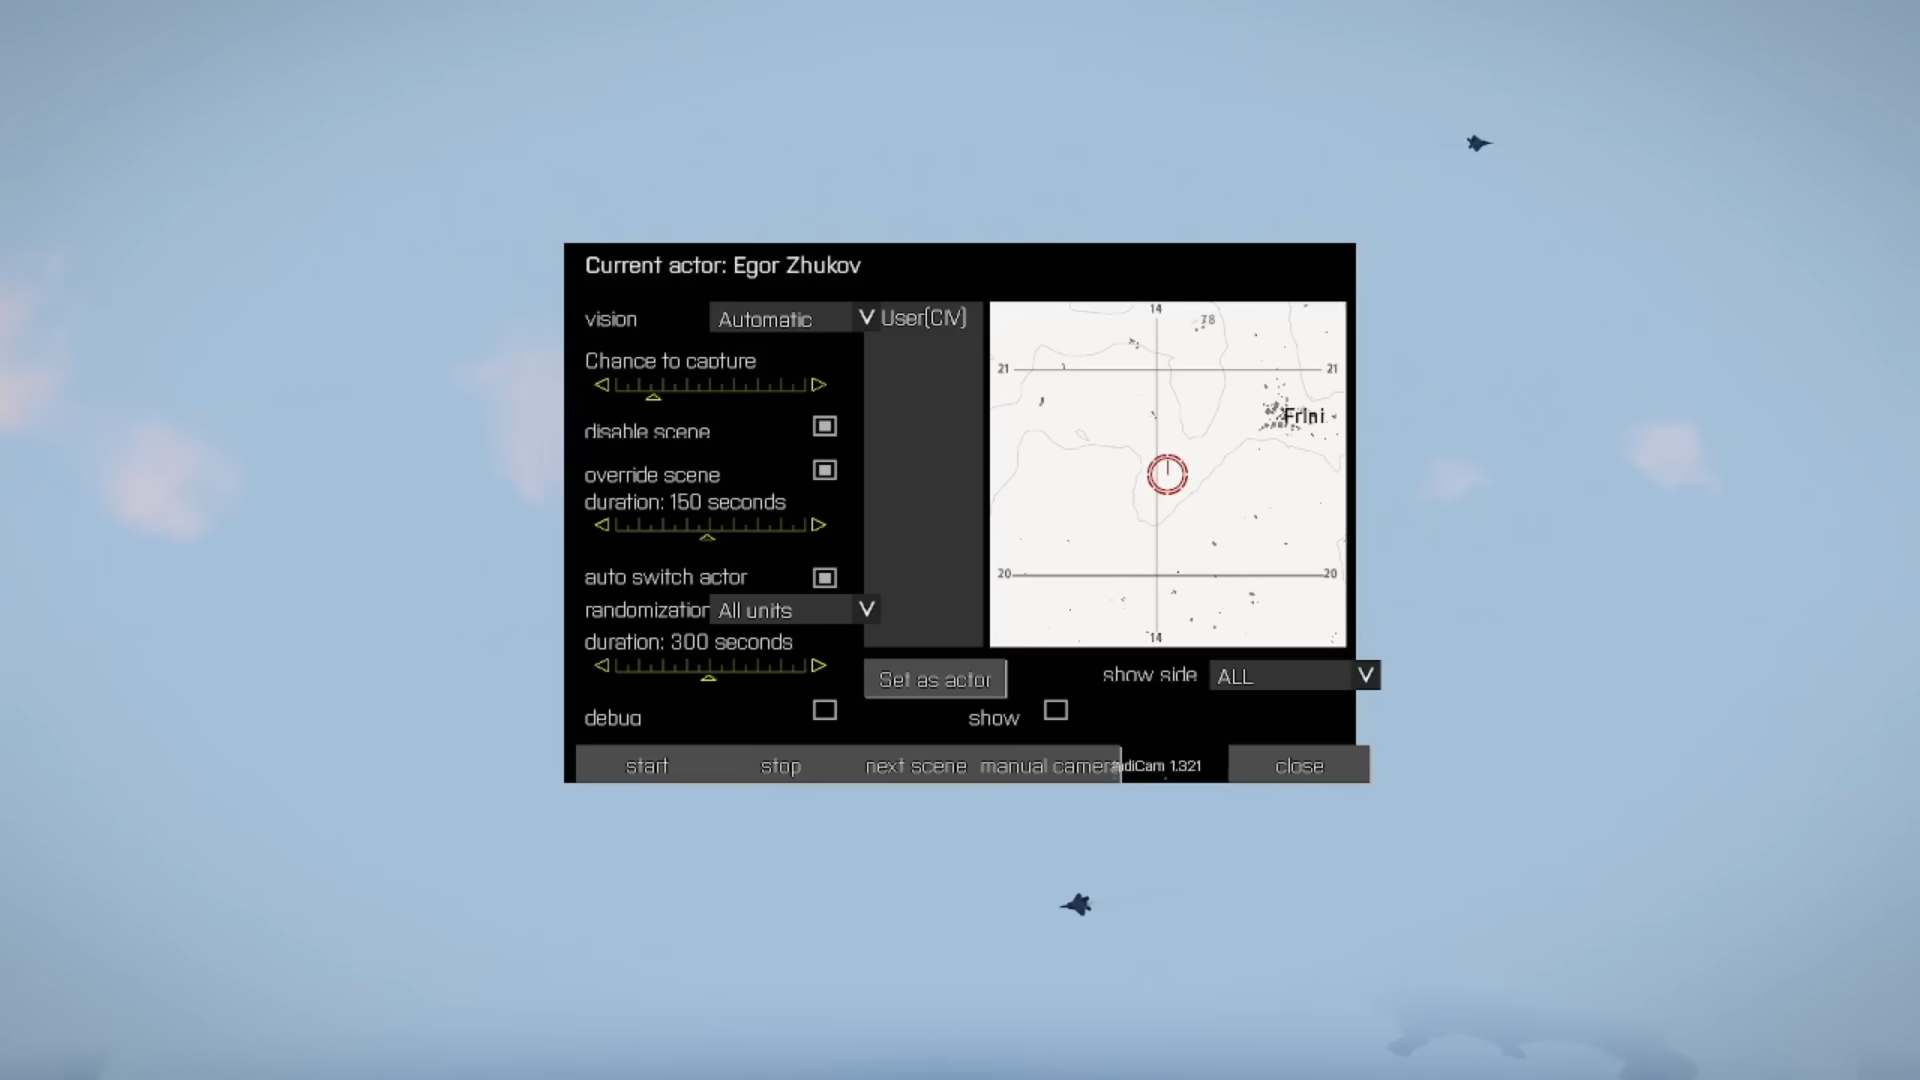 Current actor: Egor Zhukov
vision Automatic V User(CIV)
Chance to capture
disable scene
override scene
duration: 150 seconds
auto switch actor
randomization All units V
duration: 300 seconds
debug
14
78
21 21
Frini
20 20
14
Set as actor
show side ALL V
show
start stop next scene manual camera diCam 1.321 close